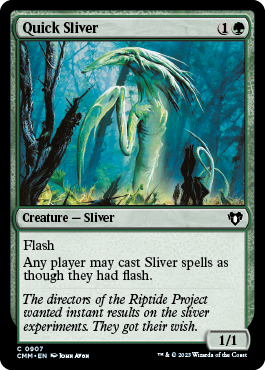 Quick Sliver 1
Creature — Sliver
Flash
Any player may cast Sliver spells as
though they had flash.
The directors of the Riptide Project
wanted instant results on the sliver
experiments. They got their wish.
1/1
C 0907
CMM • EN John Avon
™ & © 2023 Wizards of the Coast